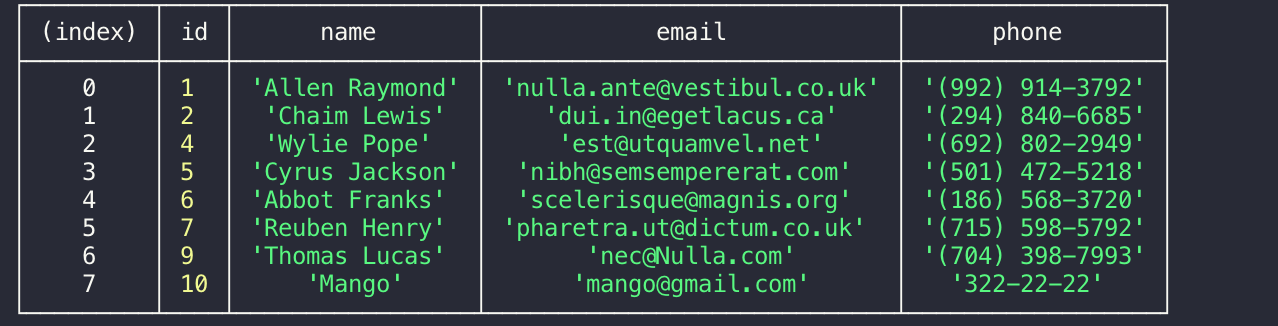 (index) id name email phone
0 1 'Allen Raymond' 'nulla.ante@vestibul.co.uk' '(992) 914-3792'
1 2 'Chaim Lewis' 'dui.in@egetlacus.ca' '(294) 840-6685'
2 4 'Wylie Pope' 'est@utquamvel.net' '(692) 802-2949'
3 5 'Cyrus Jackson' 'nibh@semsempererat.com' '(501) 472-5218'
4 6 'Abbot Franks' 'scelerisque@magnis.org' '(186) 568-3720'
5 7 'Reuben Henry' 'pharetra.ut@dictum.co.uk' '(715) 598-5792'
6 9 'Thomas Lucas' 'nec@Nulla.com' '(704) 398-7993'
7 10 'Mango' 'mango@gmail.com' '322-22-22'